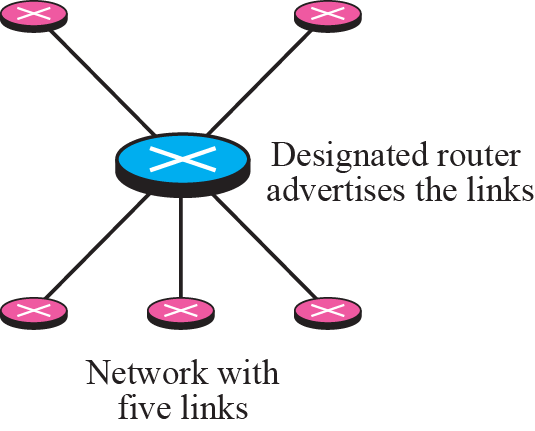 Designated router
advertises the links
Network with
five links